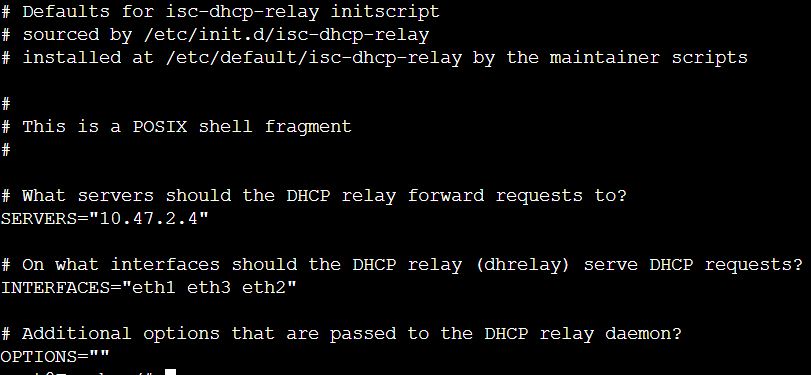 # Defaults for isc-dhcp-relay initscript
# sourced by /etc/init.d/isc-dhcp-relay
# installed at /etc/default/isc-dhcp-relay by the maintainer scripts
#
# This is a POSIX shell fragment
#
# What servers should the DHCP relay forward requests to?
SERVERS="10.47.2.4"
# On what interfaces should the DHCP relay (dhrelay) serve DHCP requests?
INTERFACES="eth1 eth3 eth2"
# Additional options that are passed to the DHCP relay daemon?
OPTIONS=""